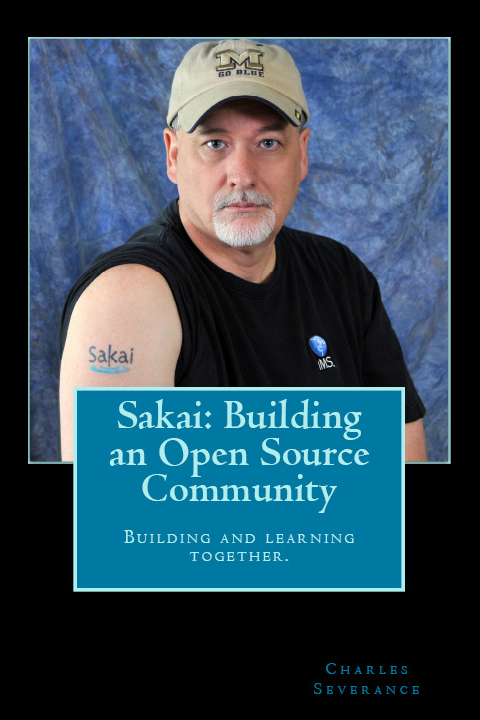 M
GO BLUE
Sakai
IMS.
Sakai: Building
an Open Source
Community
Building and learning
together.
Charles
Severance